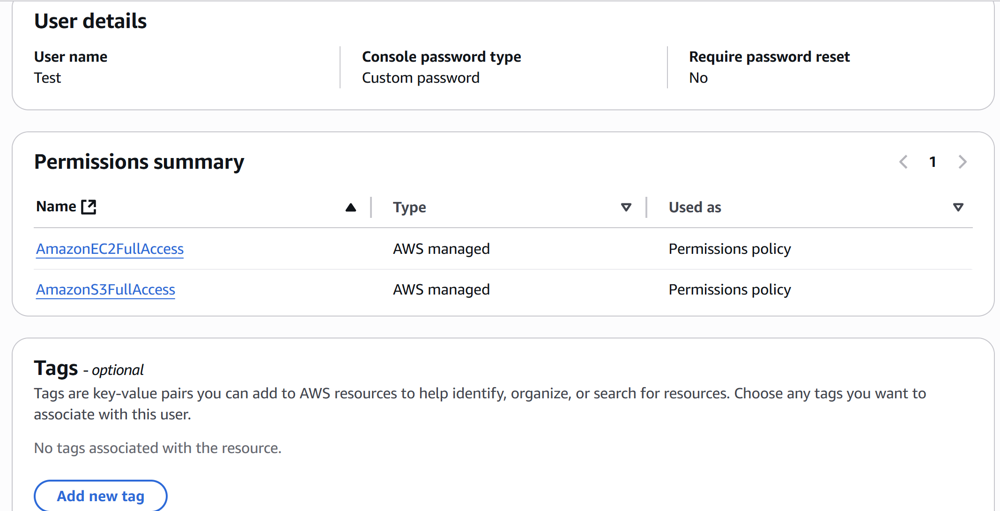 User details
User name
Test
Console password type
Custom password
Require password reset
No
Permissions summary
1
Name
Type
Used as
AmazonEC2FullAccess
AWS managed
Permissions policy
AmazonS3FullAccess
AWS managed
Permissions policy
Tags - optional
Tags are key-value pairs you can add to AWS resources to help identify, organize, or search for resources. Choose any tags you want to
associate with this user.
No tags associated with the resource.
Add new tag